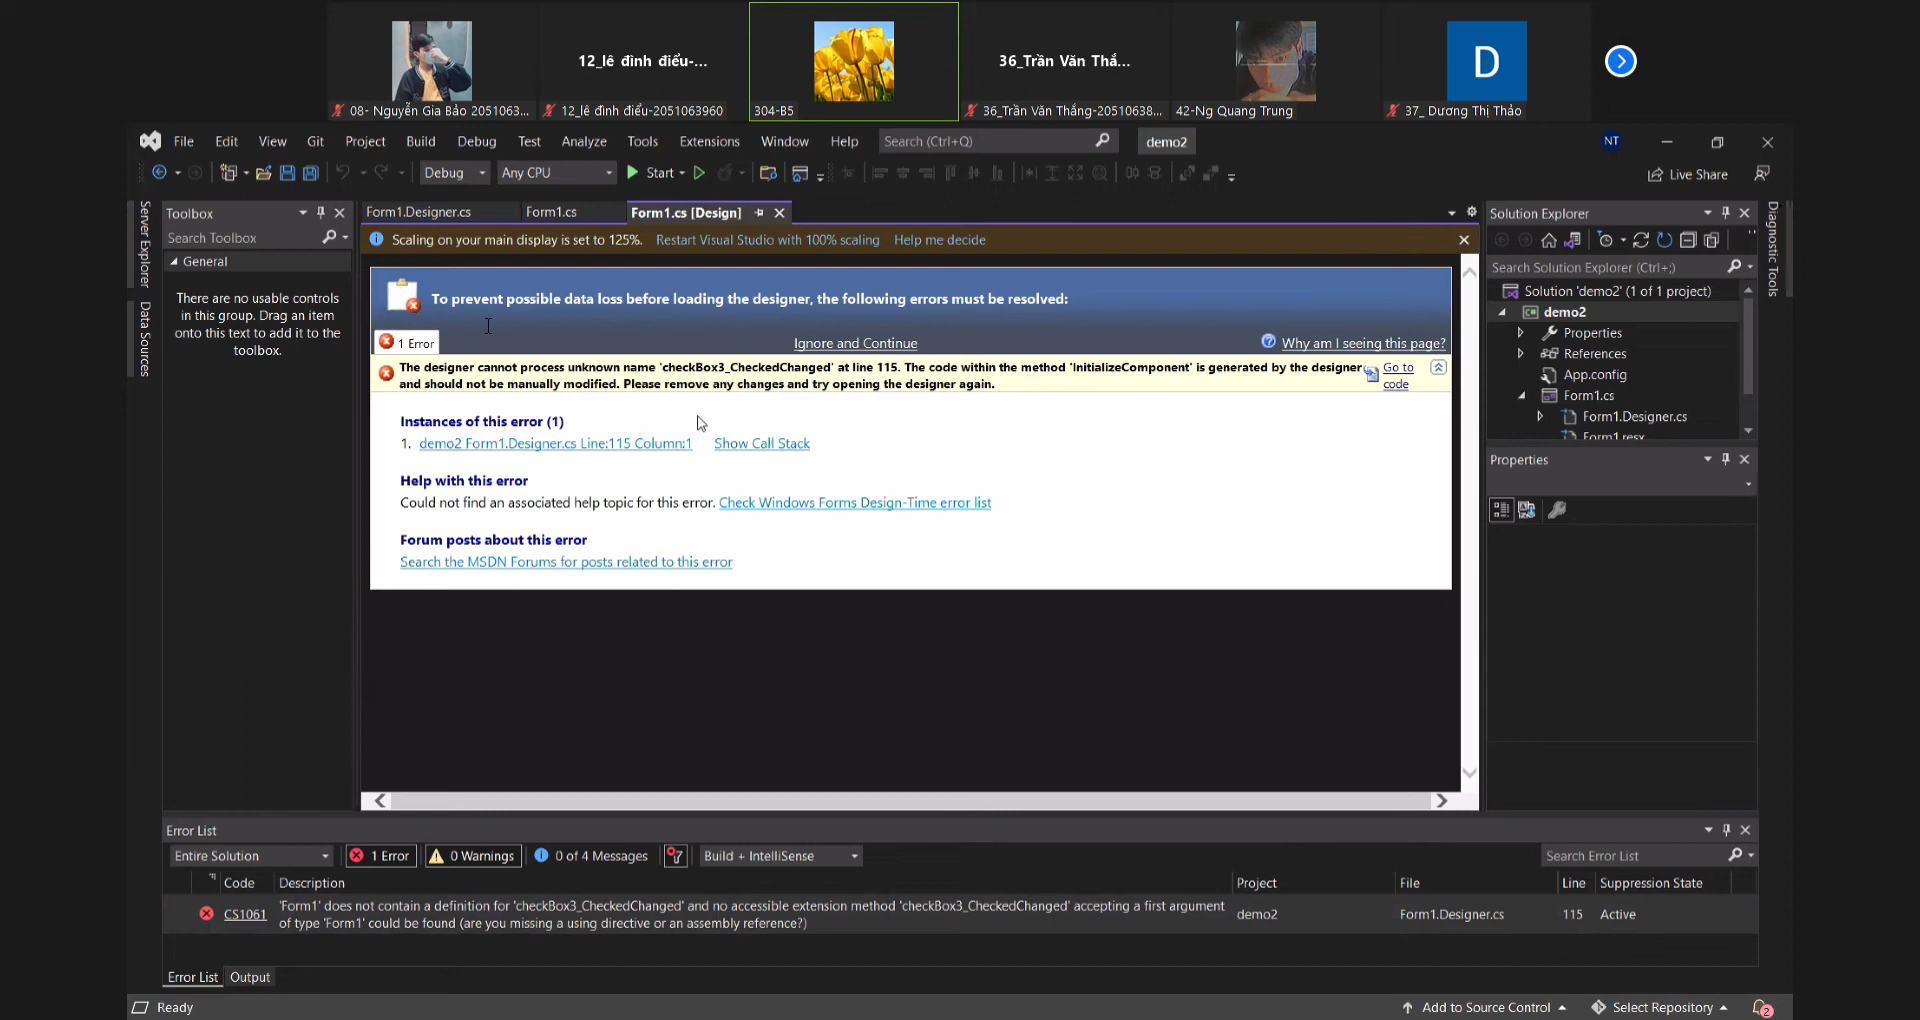 12_lê đình điểu-...
36_Trần Văn Thắ...
D
08- Nguyễn Gia Bảo 2051063...
12_lê đình điểu-2051063960
304-B5
36_Trần Văn Thắng-20510638...
42-Ng Quang Trung
37_ Dương Thị Thảo
File Edit View Git Project Build Debug Test Analyze Tools Extensions Window Help Search (Ctrl+Q) demo2 NT
Debug Any CPU Start Live Share
Server Explorer
Data Sources
Toolbox
Search Toolbox
General
There are no usable controls
in this group. Drag an item
onto this text to add it to the
toolbox.
Form1.Designer.cs Form1.cs Form1.cs [Design]
Scaling on your main display is set to 125%. Restart Visual Studio with 100% scaling Help me decide
To prevent possible data loss before loading the designer, the following errors must be resolved:
1 Error Ignore and Continue Why am I seeing this page?
The designer cannot process unknown name 'checkBox3_CheckedChanged' at line 115. The code within the method 'InitializeComponent' is generated by the designer
and should not be manually modified. Please remove any changes and try opening the designer again.
Go to
code
Instances of this error (1)
1. demo2 Form1.Designer.cs Line:115 Column:1 Show Call Stack
Help with this error
Could not find an associated help topic for this error. Check Windows Forms Design-Time error list
Forum posts about this error
Search the MSDN Forums for posts related to this error
Solution Explorer
Search Solution Explorer (Ctrl+;)
Solution 'demo2' (1 of 1 project)
demo2
Properties
References
App.config
Form1.cs
Form1.Designer.cs
Form1.resx
Diagnostic Tools
Properties
Error List
Entire Solution 1 Error 0 Warnings 0 of 4 Messages Build + IntelliSense Search Error List
Code Description Project File Line Suppression State
CS1061 'Form1' does not contain a definition for 'checkBox3_CheckedChanged' and no accessible extension method 'checkBox3_CheckedChanged' accepting a first argument
of type 'Form1' could be found (are you missing a using directive or an assembly reference?)
demo2 Form1.Designer.cs 115 Active
Error List Output
Ready Add to Source Control Select Repository 2